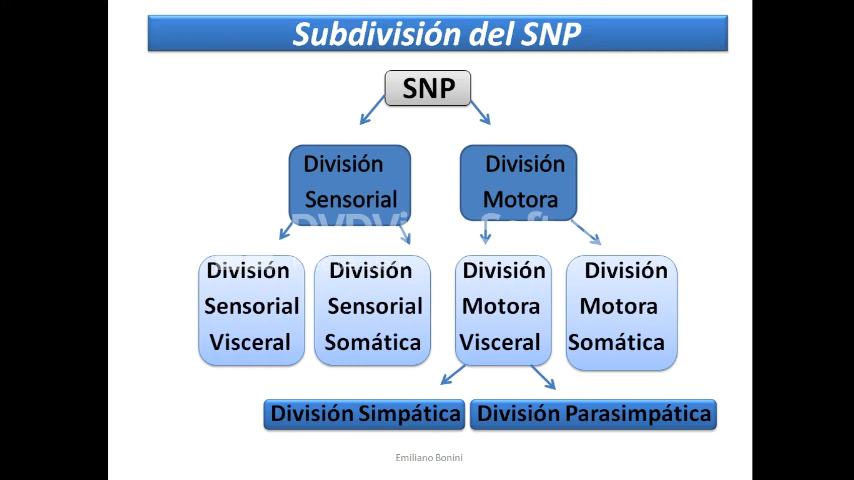 Subdivisión del SNP
SNP
División
Sensorial
División
Motora
División
Sensorial
Visceral
División
Sensorial
Somática
División
Motora
Visceral
División
Motora
Somática
División Simpática
División Parasimpática
Emiliano Bonini